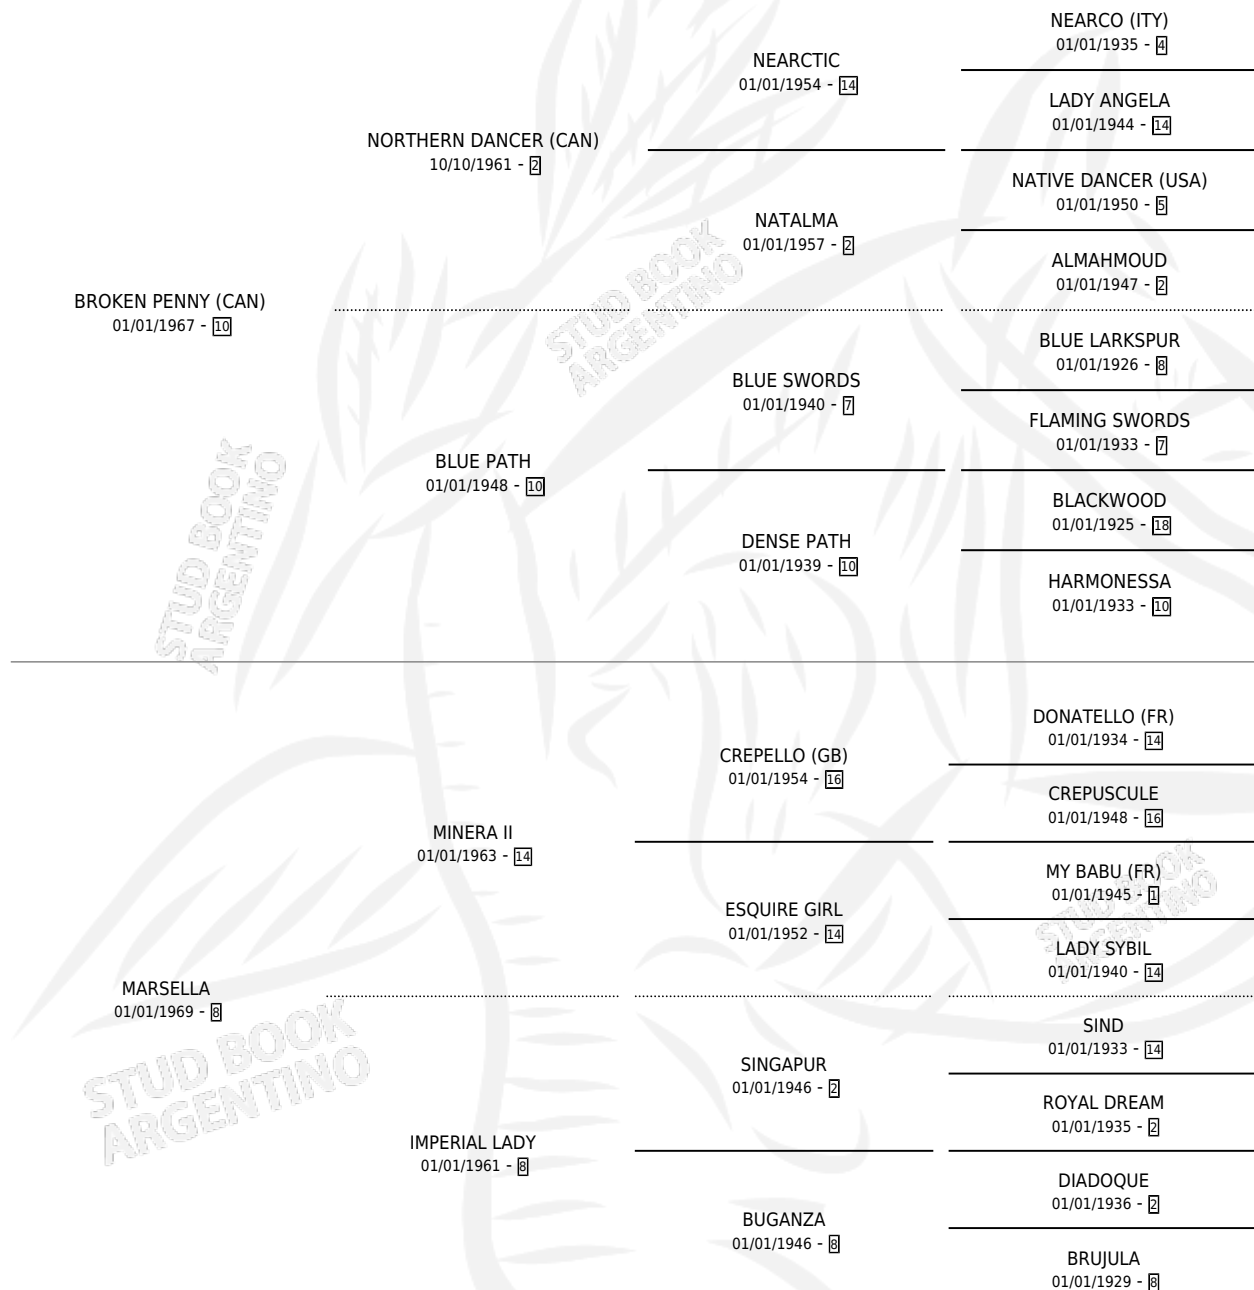 NEARCO (ITY)
01/01/1935 - 4
NEARCTIC
01/01/1954 - 14
LADY ANGELA
01/01/1944 - 14
NORTHERN DANCER (CAN)
10/10/1961 - 2
NATIVE DANCER (USA)
01/01/1950 - 5
NATALMA
01/01/1957 - 2
ALMAHMOUD
01/01/1947 - 2
BROKEN PENNY (CAN)
01/01/1967 - 10
STUD BOOK
ARGENTINO
BLUE LARKSPUR
01/01/1926 - 8
BLUE SWORDS
01/01/1940 - 7
FLAMING SWORDS
01/01/1933 - 7
BLUE PATH
01/01/1948 - 10
BLACKWOOD
01/01/1925 - 18
DENSE PATH
01/01/1939 - 10
HARMONESSA
01/01/1933 - 10
STUD BOOK
ARGENTINO
DONATELLO (FR)
01/01/1934 - 14
CREPELLO (GB)
01/01/1954 - 16
CREPUSCULE
01/01/1948 - 16
MINERA II
01/01/1963 - 14
MY BABU (FR)
01/01/1945 - 1
ESQUIRE GIRL
01/01/1952 - 14
LADY SYBIL
01/01/1940 - 14
STUD BOOK
ARGENTINO
MARSELLA
01/01/1969 - 8
SIND
01/01/1933 - 14
SINGAPUR
01/01/1946 - 2
ROYAL DREAM
01/01/1935 - 2
STUD BOOK
ARGENTINO
IMPERIAL LADY
01/01/1961 - 8
DIADOQUE
01/01/1936 - 2
BUGANZA
01/01/1946 - 8
BRUJULA
01/01/1929 - 8